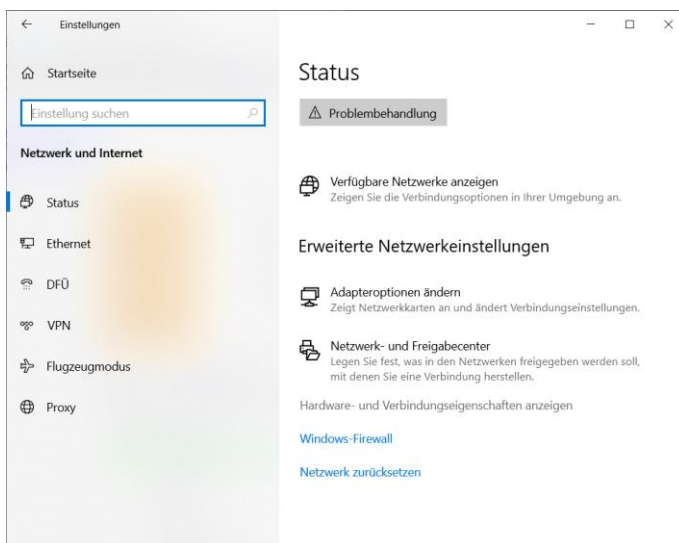 Einstellungen
Startseite
Einstellung suchen
Netzwerk und Internet
Status
Ethernet
DFÜ
VPN
Flugzeugmodus
Proxy
Status
Problembehandlung
Verfügbare Netzwerke anzeigen
Zeigen Sie die Verbindungsoptionen in Ihrer Umgebung an.
Erweiterte Netzwerkeinstellungen
Adapteroptionen ändern
Zeigt Netzwerkkarten an und ändert Verbindungseinstellungen.
Netzwerk- und Freigabecenter
Legen Sie fest, was in den Netzwerken freigegeben werden soll,
mit denen Sie eine Verbindung herstellen.
Hardware- und Verbindungseigenschaften anzeigen
Windows-Firewall
Netzwerk zurücksetzen